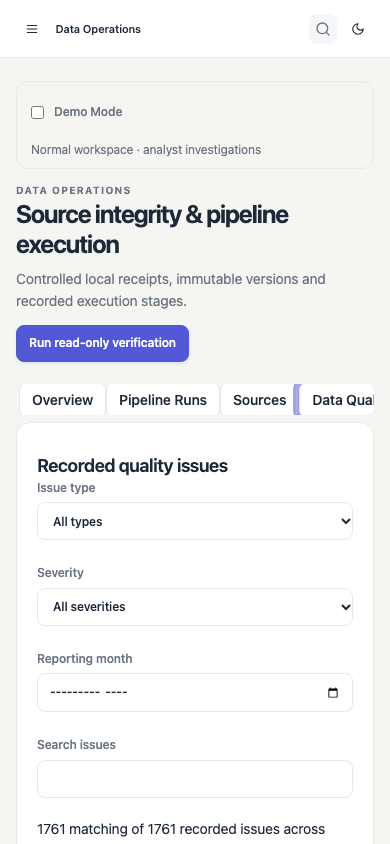 Data Operations
Demo Mode
Normal workspace · analyst investigations
DATA OPERATIONS
Source integrity & pipeline
execution
Controlled local receipts, immutable versions and
recorded execution stages.
Run read-only verification
Overview
Pipeline Runs
Sources
Data Qual
Recorded quality issues
Issue type
All types
Severity
All severities
Reporting month
--------- ----
Search issues
1761 matching of 1761 recorded issues across